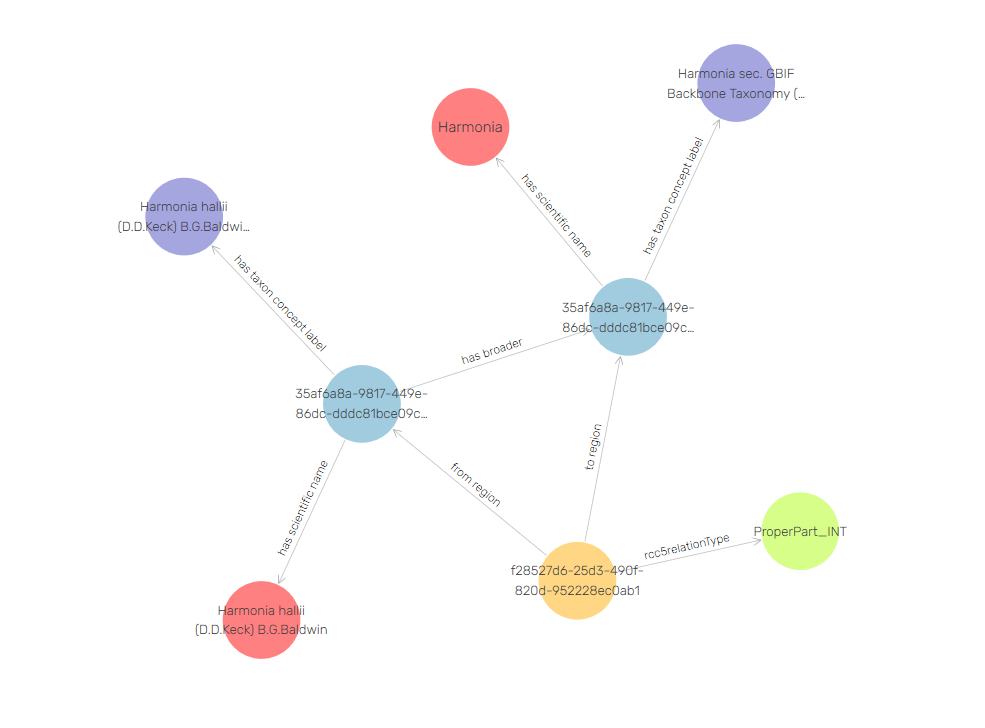 Harmonia sec. GBIF
Backbone Taxonomy (...
Harmonia
has taxon concept label
has scientific name
Harmonia hallii
(D.D.Keck) B.G.Baldwi...
has taxon concept label
35af6a8a-9817-449e-
86dc-dddc81bce09c...
has broader
35af6a8a-9817-449e-
86dc-dddc81bce09c...
to region
from region
has scientific name
ProperPart_INT
rcc5relationType
f28527d6-25d3-490f-
820d-952228ec0ab1
Harmonia hallii
(D.D.Keck) B.G.Baldwin